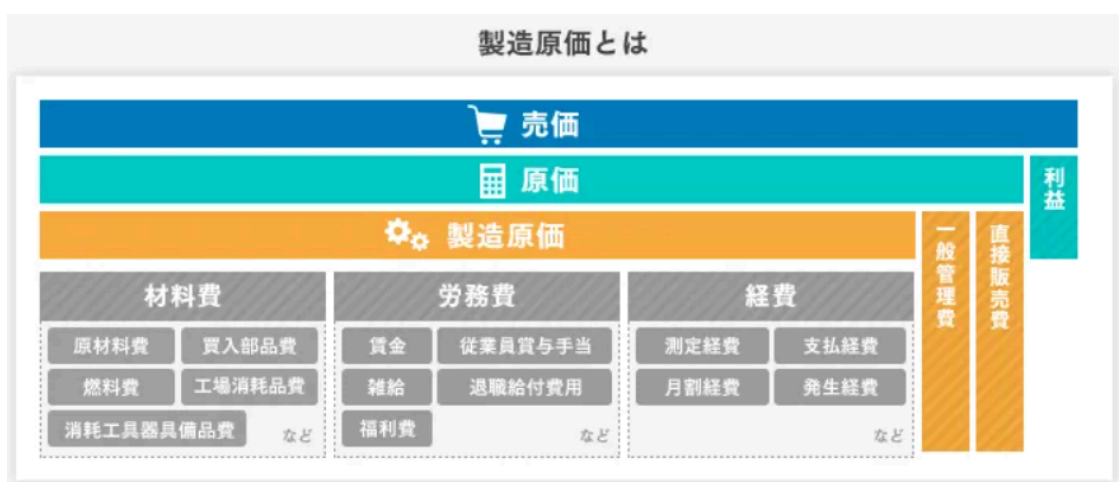 製造原価とは
売価
原価
利益
製造原価
一般管理費
直接販売費
材料費
労務費
経費
原材料費
買入部品費
燃料費
工場消耗品費
消耗工具器具備品費
など
賃金
従業員賞与手当
雑給
退職給付費用
福利費
など
測定経費
支払経費
月割経費
発生経費
など